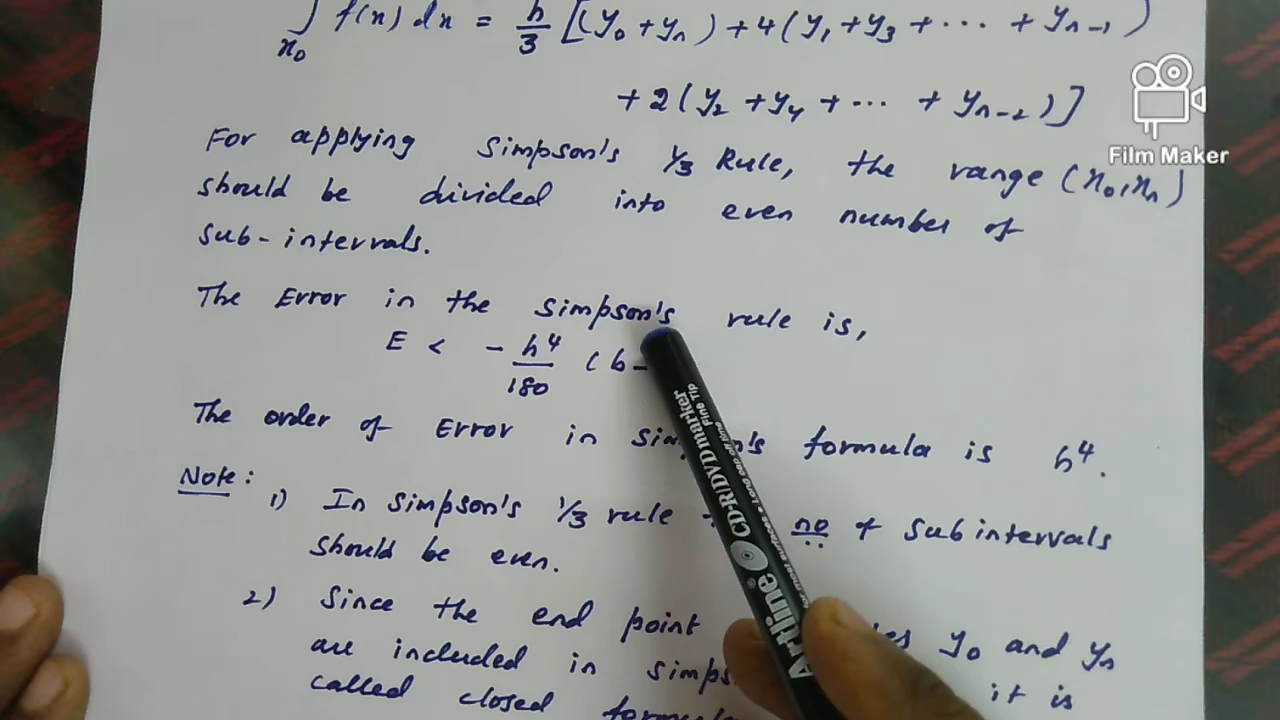 ∫ f(x) dx = h/3 [(y₀ + yₙ) + 4(y₁ + y₃ + ... + yₙ₋₁)
x₀
+ 2(y₂ + y₄ + ... + yₙ₋₂)]
Film Maker
For applying Simpson's 1/3 Rule, the range (x₀, xₙ)
should be divided into even number of
sub-intervals.
The Error in the Simpson's rule is,
E < - h⁴/180 (b-
The order of Error in formula is h⁴.
Note:
1) In Simpson's 1/3 rule no of Subintervals
should be even.
2) Since the end point y₀ and yₙ
are included in it is
called closed
Artline CD-R/DVD marker
Fine Tip